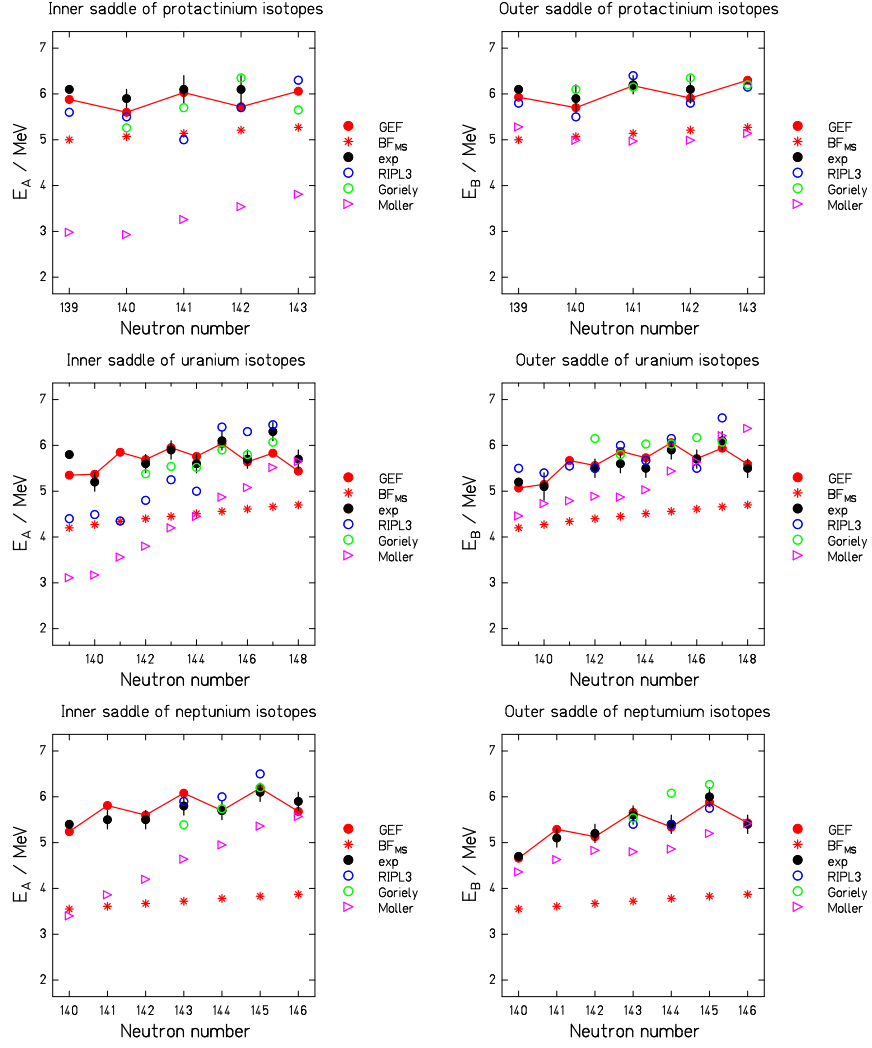 Inner saddle of protactinium isotopes
7
6
5
4
3
2
E_A / MeV
139 140 141 142 143
Neutron number
GEF
BF_MS
exp
RIPL3
Goriely
Moller
Outer saddle of protactinium isotopes
7
6
5
4
3
2
E_B / MeV
139 140 141 142 143
Neutron number
GEF
BF_MS
exp
RIPL3
Goriely
Moller
Inner saddle of uranium isotopes
7
6
5
4
3
2
E_A / MeV
140 142 144 146 148
Neutron number
GEF
BF_MS
exp
RIPL3
Goriely
Moller
Outer saddle of uranium isotopes
7
6
5
4
3
2
E_B / MeV
140 142 144 146 148
Neutron number
GEF
BF_MS
exp
RIPL3
Goriely
Moller
Inner saddle of neptunium isotopes
7
6
5
4
3
2
E_A / MeV
140 141 142 143 144 145 146
Neutron number
GEF
BF_MS
exp
RIPL3
Goriely
Moller
Outer saddle of neptumium isotopes
7
6
5
4
3
2
E_B / MeV
140 141 142 143 144 145 146
Neutron number
GEF
BF_MS
exp
RIPL3
Goriely
Moller